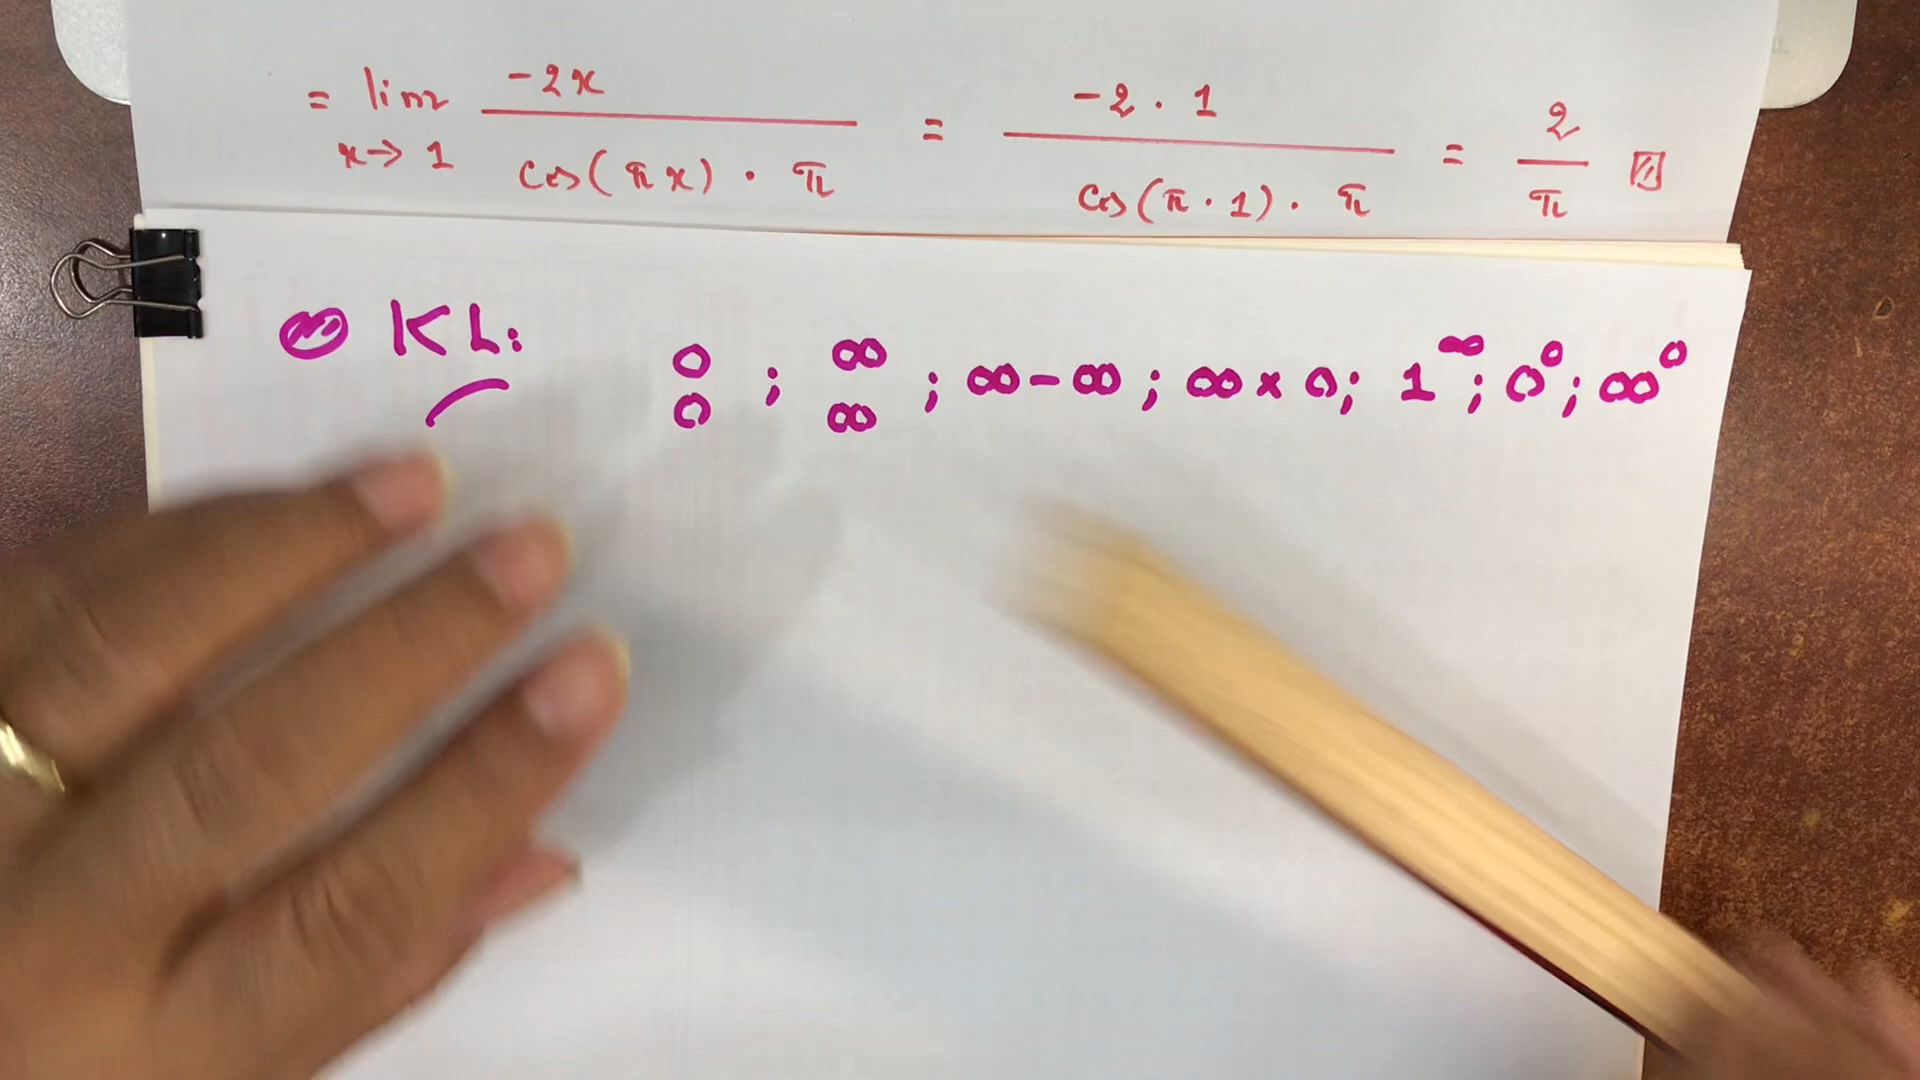 = lim x→1 -2x / cos(πx) · π = -2 · 1 / cos(π · 1) · π = 2 / π
KL: 0 0 ; ∞ ∞ ; ∞ - ∞ ; ∞ × 0 ; 1^∞ ; 0^0 ; ∞^0